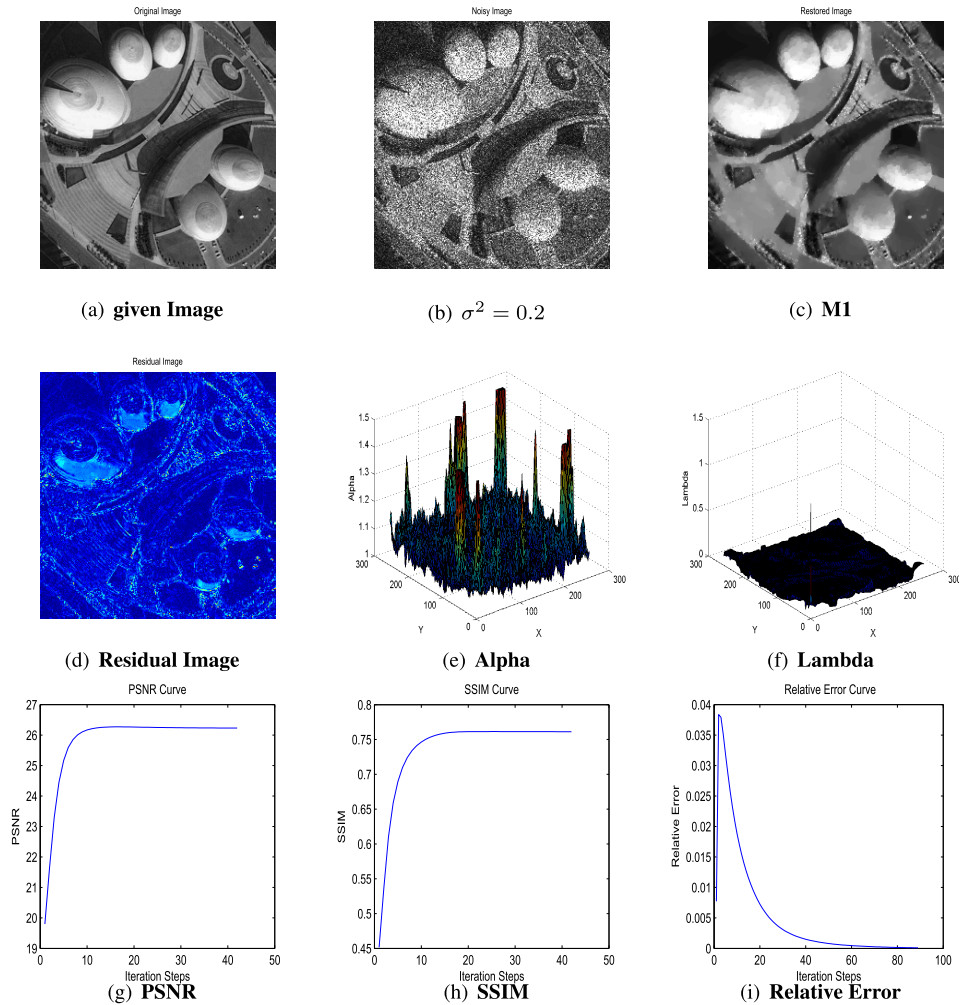 Original Image
Noisy Image
Restored Image
(a) given Image
(b) σ² = 0.2
(c) M1
Residual Image
1.5
1.4
1.3
1.2
1.1
1
Alpha
300
200
100
0
Y
0
100
200
300
X
1.5
1
0.5
0
Lambda
300
200
100
0
Y
0
100
200
300
X
(d) Residual Image
(e) Alpha
(f) Lambda
PSNR Curve
27
26
25
24
23
22
21
20
19
PSNR
0 10 20 30 40 50
Iteration Steps
SSIM Curve
0.8
0.75
0.7
0.65
0.6
0.55
0.5
0.45
SSIM
0 10 20 30 40 50
Iteration Steps
Relative Error Curve
0.04
0.035
0.03
0.025
0.02
0.015
0.01
0.005
0
Relative Error
0 20 40 60 80 100
Iteration Steps
(g) PSNR
(h) SSIM
(i) Relative Error